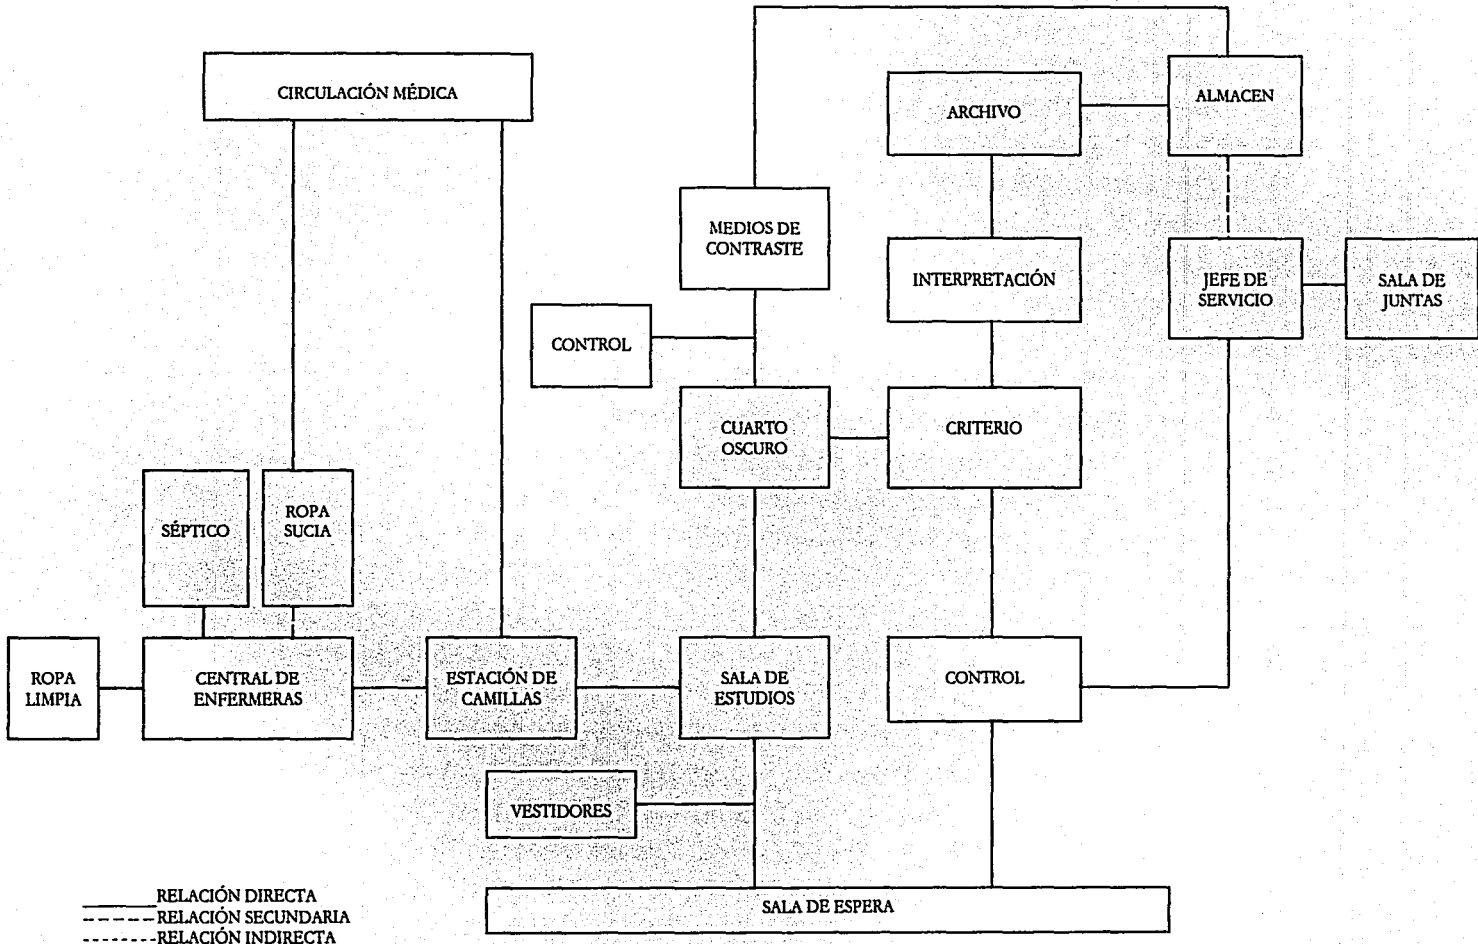 CIRCULACIÓN MÉDICA
ARCHIVO
ALMACEN
MEDIOS DE
CONTRASTE
INTERPRETACIÓN
JEFE DE
SERVICIO
SALA DE
JUNTAS
CONTROL
CUARTO
OSCURO
CRITERIO
SÉPTICO
ROPA
SUCIA
ROPA
LIMPIA
CENTRAL DE
ENFERMERAS
ESTACIÓN DE
CAMILLAS
SALA DE
ESTUDIOS
CONTROL
VESTIDORES
SALA DE ESPERA
RELACIÓN DIRECTA
RELACIÓN SECUNDARIA
RELACIÓN INDIRECTA